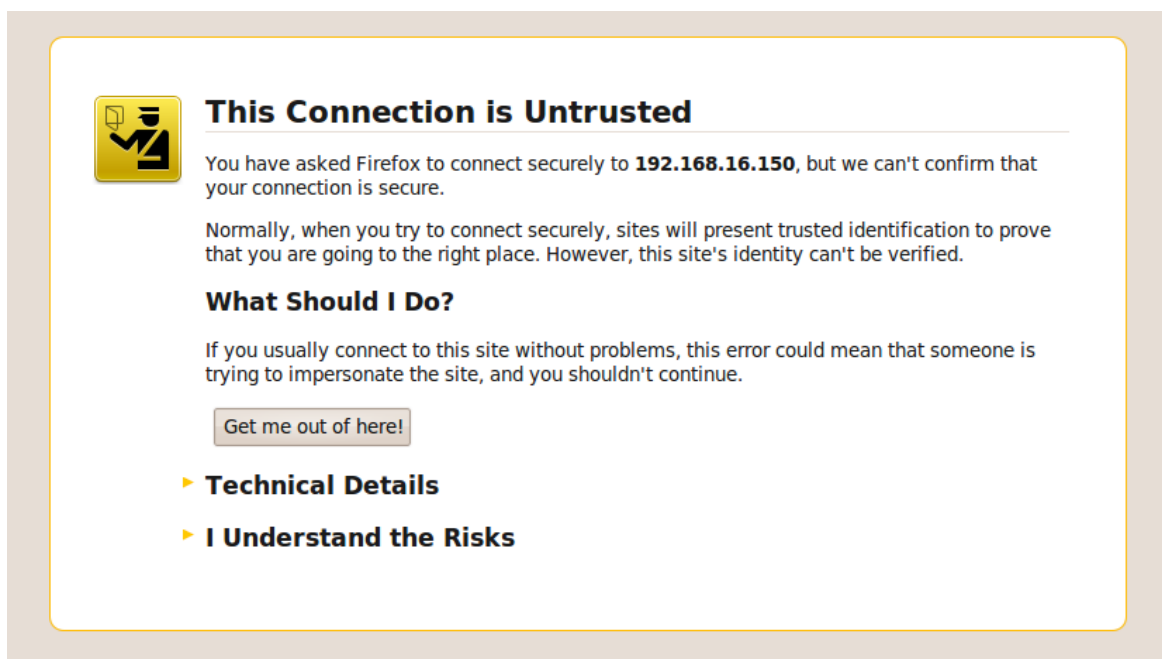 This Connection is Untrusted
You have asked Firefox to connect securely to 192.168.16.150, but we can't confirm that
your connection is secure.
Normally, when you try to connect securely, sites will present trusted identification to prove
that you are going to the right place. However, this site's identity can't be verified.
What Should I Do?
If you usually connect to this site without problems, this error could mean that someone is
trying to impersonate the site, and you shouldn't continue.
Get me out of here!
Technical Details
I Understand the Risks